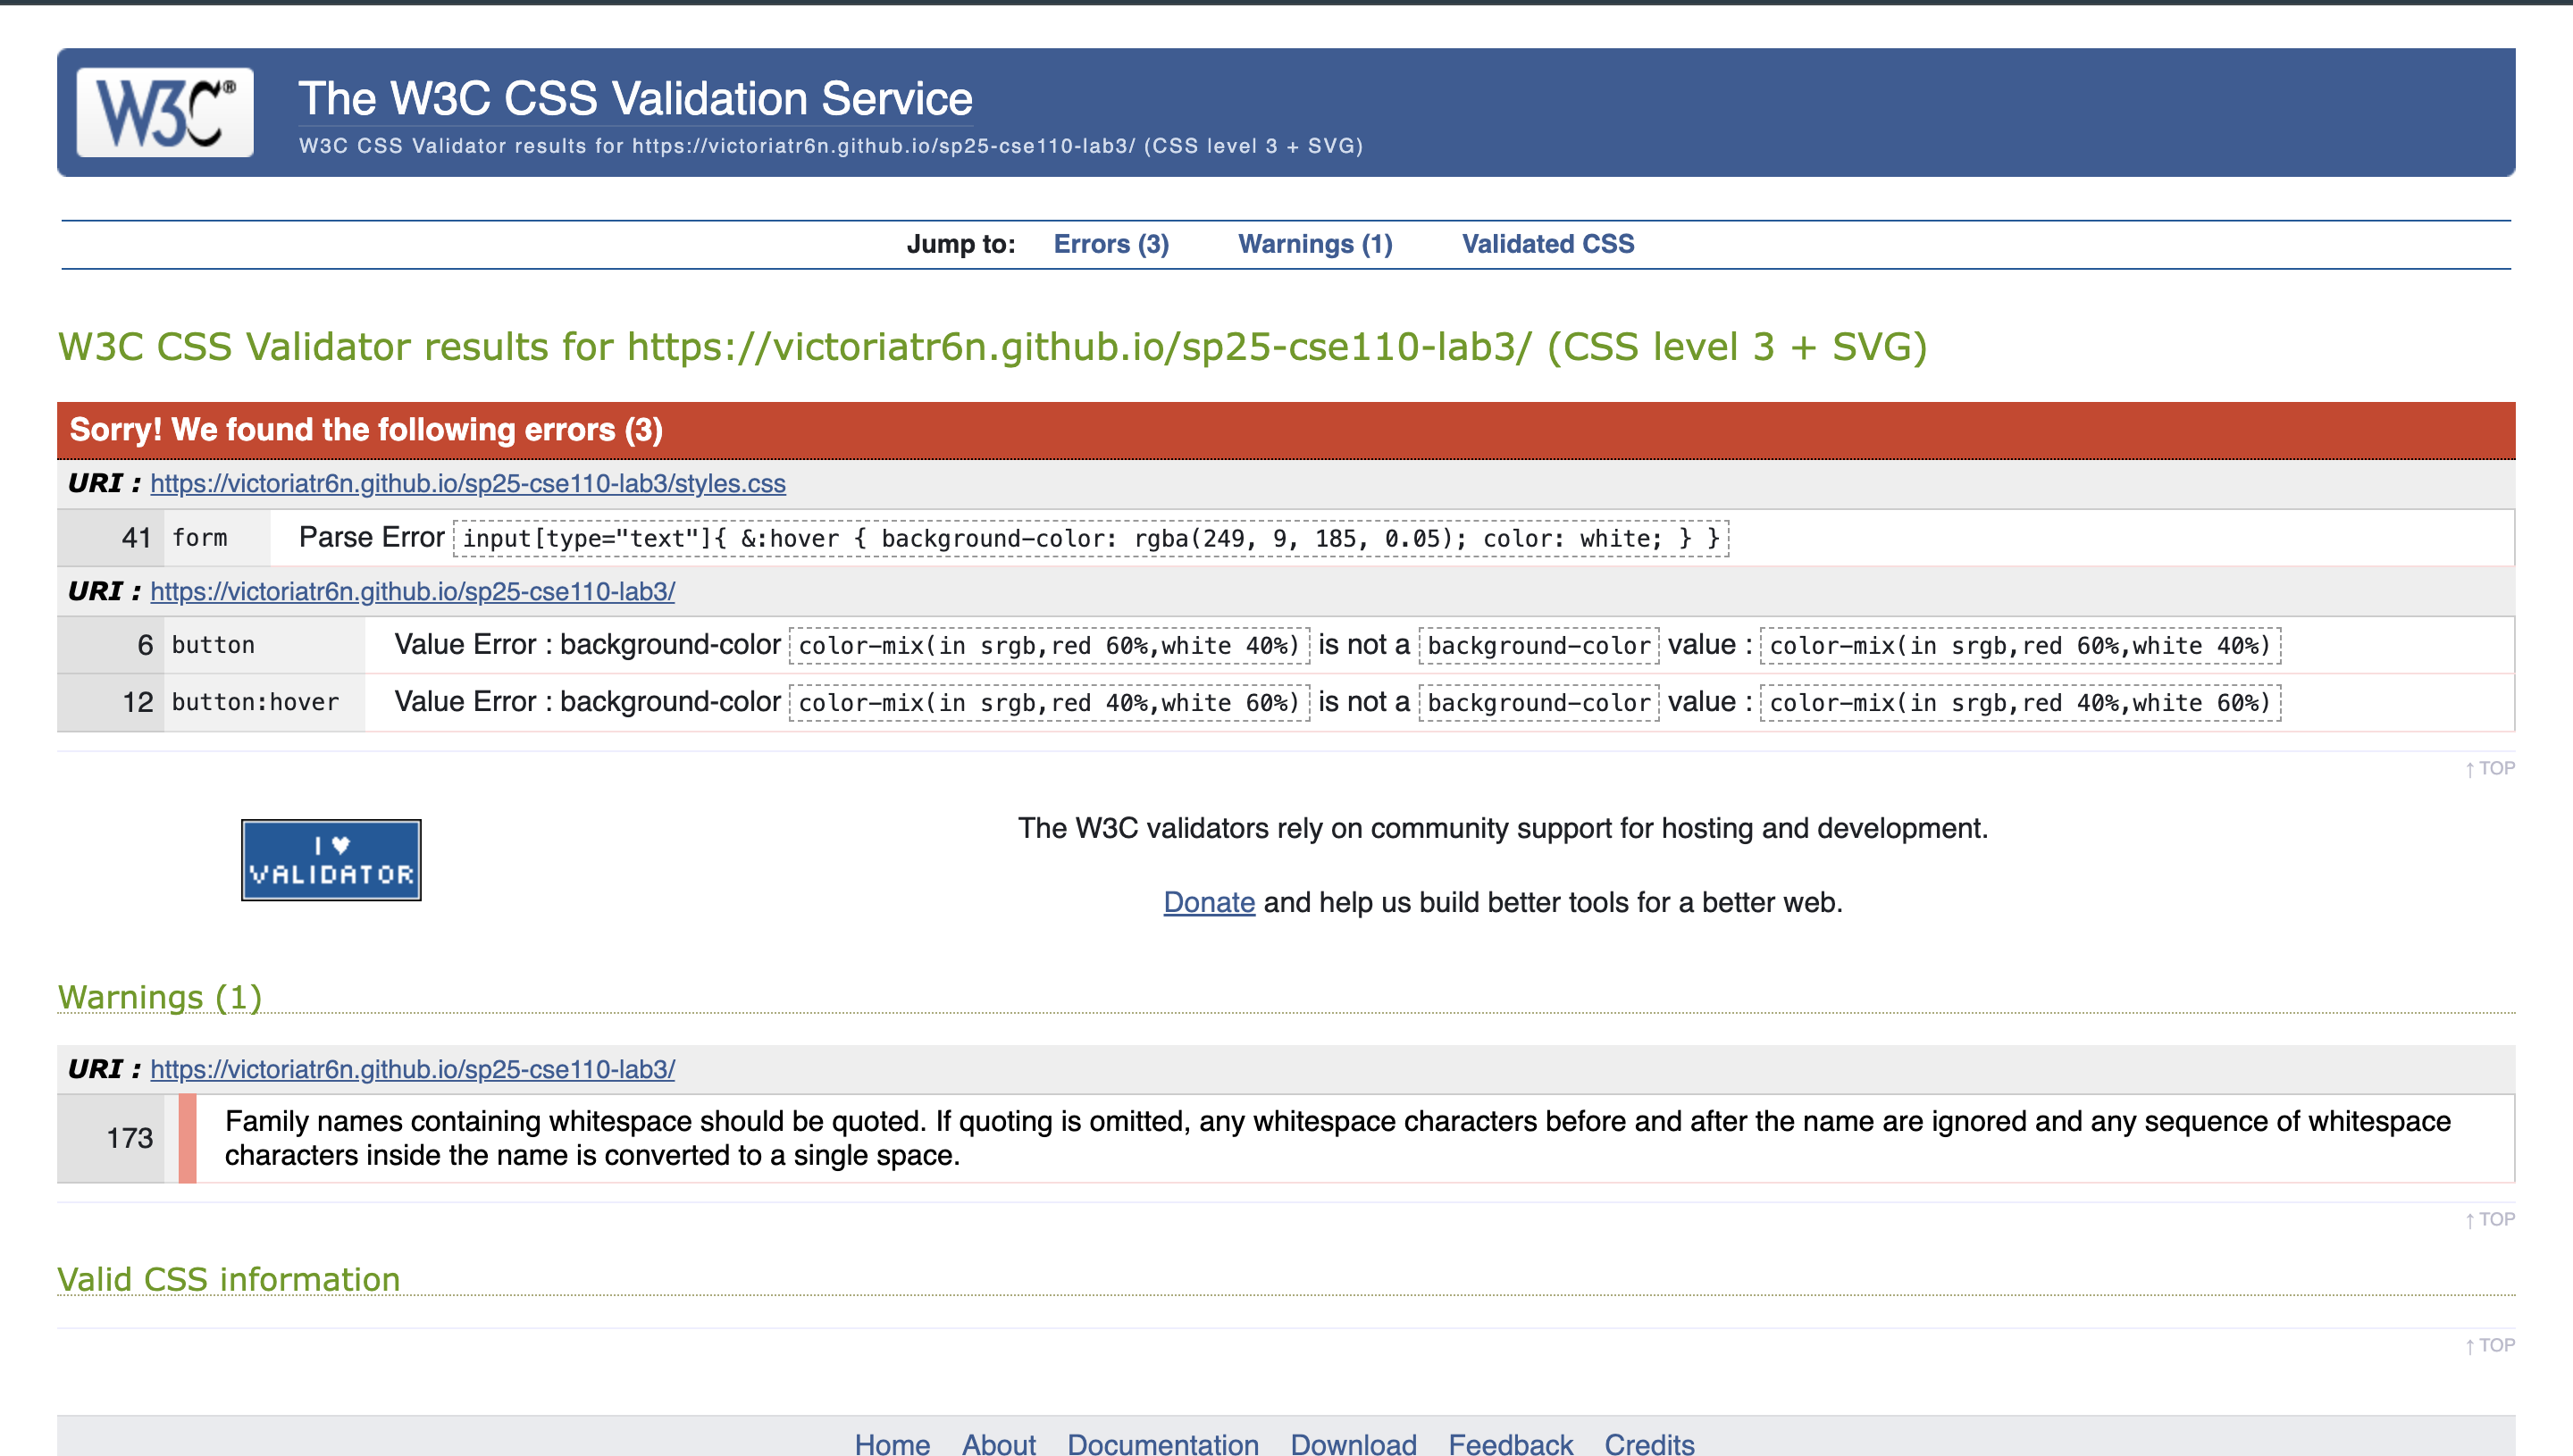 W3C®
The W3C CSS Validation Service
W3C CSS Validator results for https://victoriatr6n.github.io/sp25-cse110-lab3/ (CSS level 3 + SVG)
Jump to: Errors (3) Warnings (1) Validated CSS
W3C CSS Validator results for https://victoriatr6n.github.io/sp25-cse110-lab3/ (CSS level 3 + SVG)
Sorry! We found the following errors (3)
URI : https://victoriatr6n.github.io/sp25-cse110-lab3/styles.css
41 form Parse Error input[type="text"]{ &:hover { background-color: rgba(249, 9, 185, 0.05); color: white; } }
URI : https://victoriatr6n.github.io/sp25-cse110-lab3/
6 button Value Error : background-color color-mix(in srgb,red 60%,white 40%) is not a background-color value : color-mix(in srgb,red 60%,white 40%)
12 button:hover Value Error : background-color color-mix(in srgb,red 40%,white 60%) is not a background-color value : color-mix(in srgb,red 40%,white 60%)
↑ TOP
I ♥
VALIDATOR
The W3C validators rely on community support for hosting and development.
Donate and help us build better tools for a better web.
Warnings (1)
URI : https://victoriatr6n.github.io/sp25-cse110-lab3/
173 Family names containing whitespace should be quoted. If quoting is omitted, any whitespace characters before and after the name are ignored and any sequence of whitespace
characters inside the name is converted to a single space.
↑ TOP
Valid CSS information
↑ TOP
Home About Documentation Download Feedback Credits